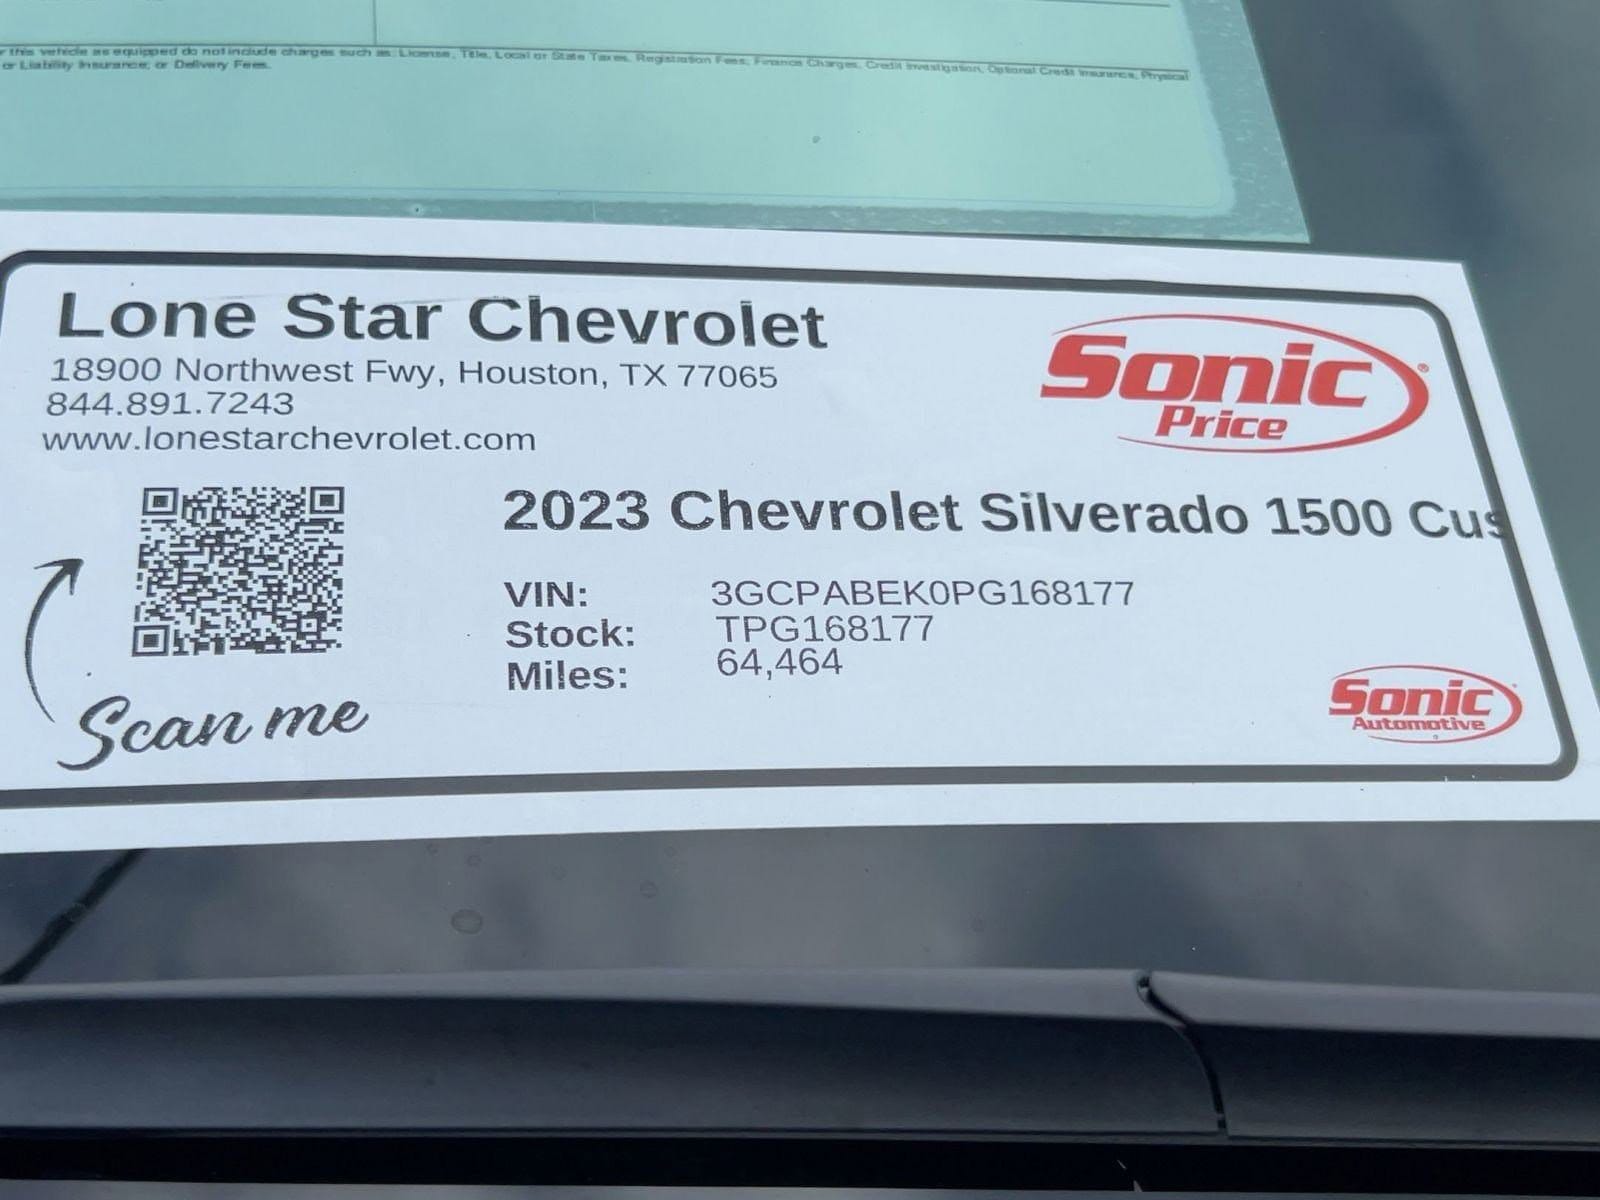 r this vehicle as equipped do not include charges such as: License, Title, Local or State Taxes, Registration Fees, Finance Charges, Credit Investigation, Optional Credit Insurance, Physical
or Liability Insurance; or Delivery Fees.
Lone Star Chevrolet
18900 Northwest Fwy, Houston, TX 77065
844.891.7243
www.lonestarchevrolet.com
Sonic®
Price
2023 Chevrolet Silverado 1500 Cus
VIN: 3GCPABEK0PG168177
Stock: TPG168177
Miles: 64,464
Scan me
Sonic
Automotive